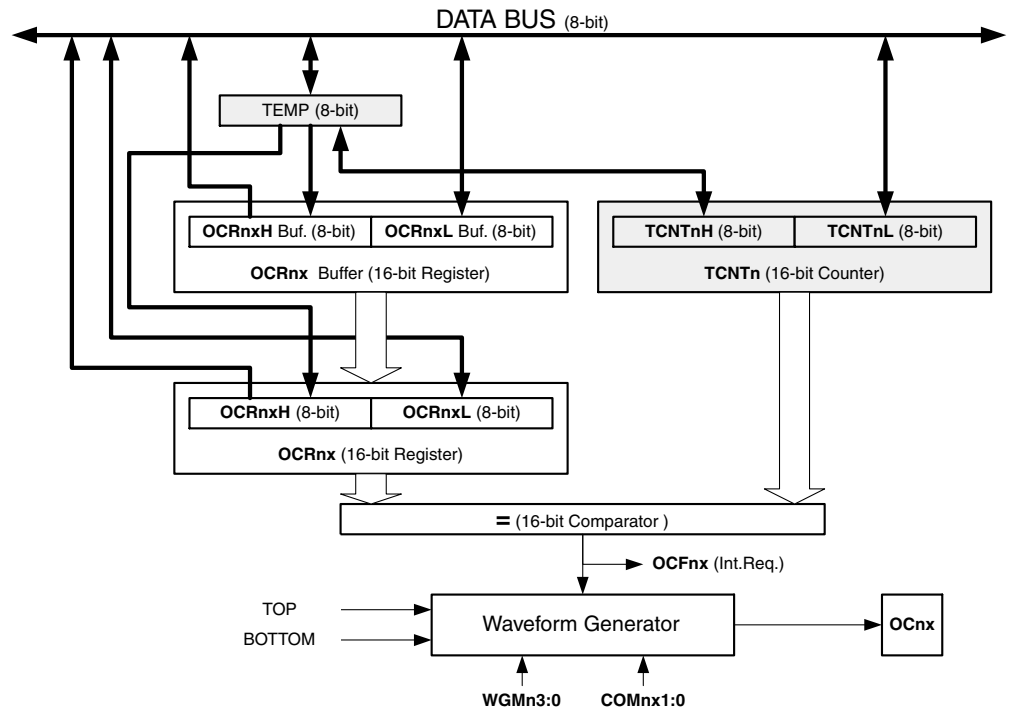 DATA BUS (8-bit)
TEMP (8-bit)
OCRnxH Buf. (8-bit)
OCRnxL Buf. (8-bit)
OCRnx Buffer (16-bit Register)
TCNTnH (8-bit)
TCNTnL (8-bit)
TCNTn (16-bit Counter)
OCRnxH (8-bit)
OCRnxL (8-bit)
OCRnx (16-bit Register)
= (16-bit Comparator )
OCFnx (Int.Req.)
TOP
BOTTOM
Waveform Generator
OCnx
WGMn3:0
COMnx1:0